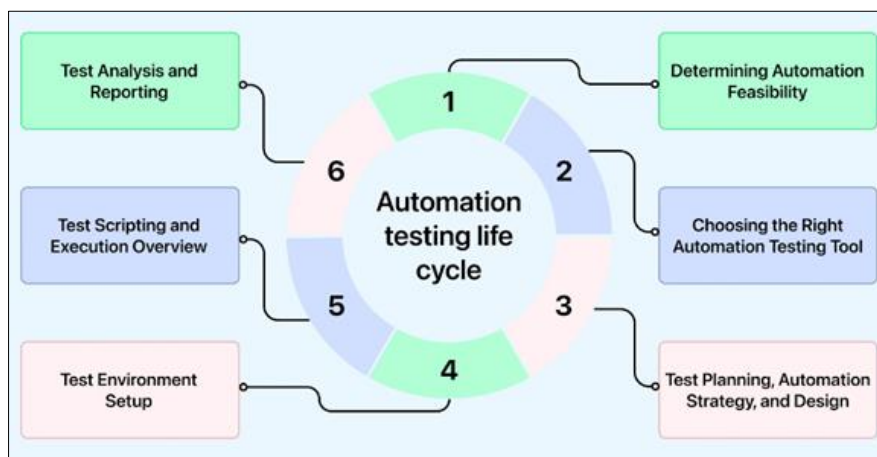 Test Analysis and
Reporting
Determining Automation
Feasibility
1
6
2
Automation
testing life
cycle
Test Scripting and
Execution Overview
Choosing the Right
Automation Testing Tool
5
3
4
Test Environment
Setup
Test Planning, Automation
Strategy, and Design